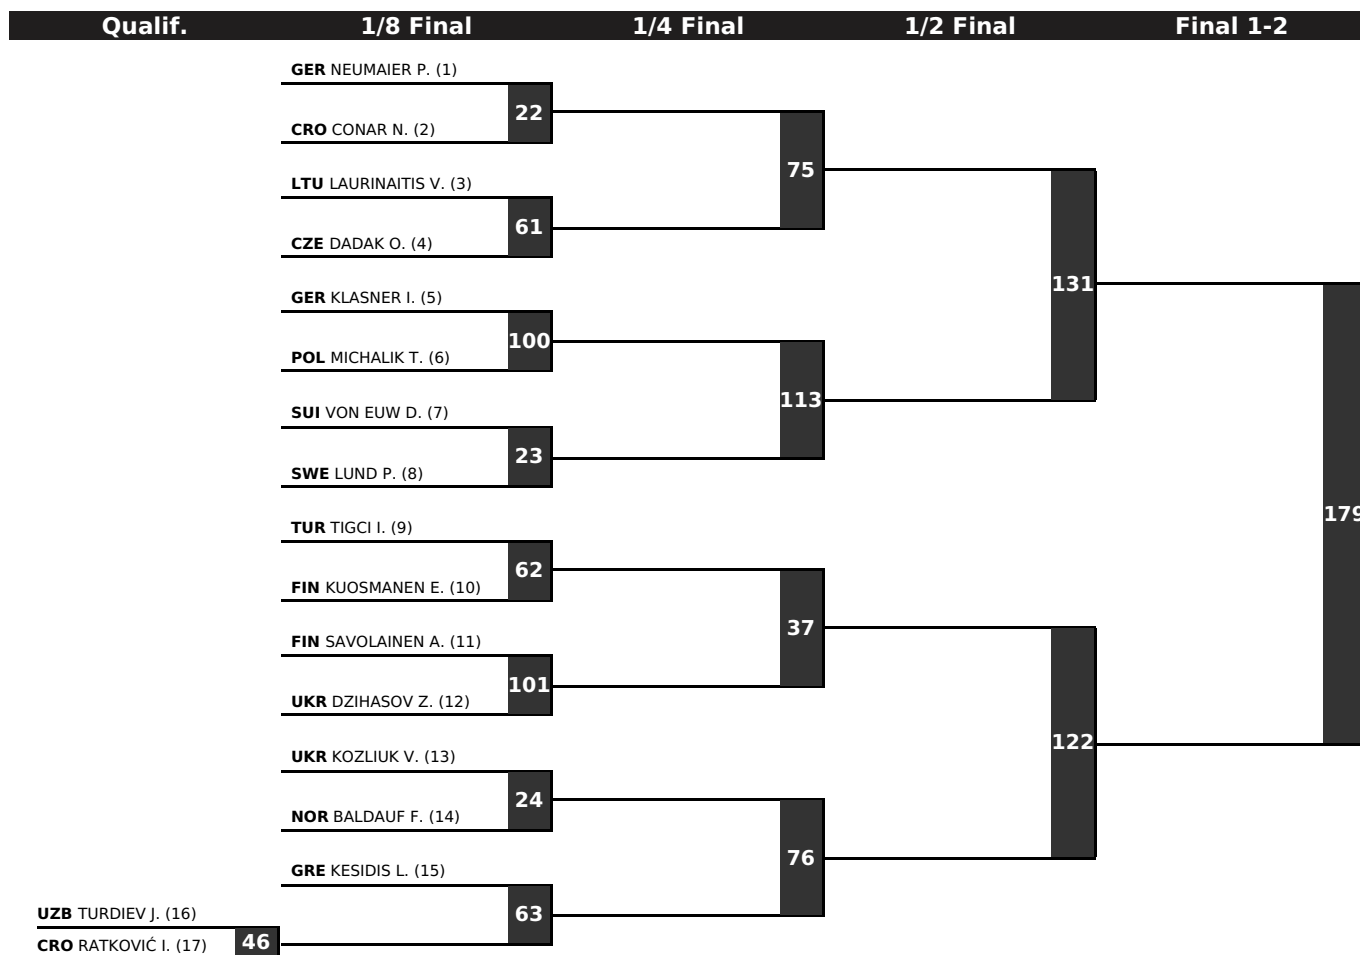 Qualif. 1/8 Final 1/4 Final 1/2 Final Final 1-2
GER NEUMAIER P. (1)
22
CRO CONAR N. (2)
75
LTU LAURINAITIS V. (3)
61
CZE DADAK O. (4)
131
GER KLASNER I. (5)
100
POL MICHALIK T. (6)
113
SUI VON EUW D. (7)
23
SWE LUND P. (8)
179
TUR TIGCI I. (9)
62
FIN KUOSMANEN E. (10)
37
FIN SAVOLAINEN A. (11)
101
UKR DZIHASOV Z. (12)
122
UKR KOZLIUK V. (13)
24
NOR BALDAUF F. (14)
76
GRE KESIDIS L. (15)
63
UZB TURDIEV J. (16)
46
CRO RATKOVIĆ I. (17)